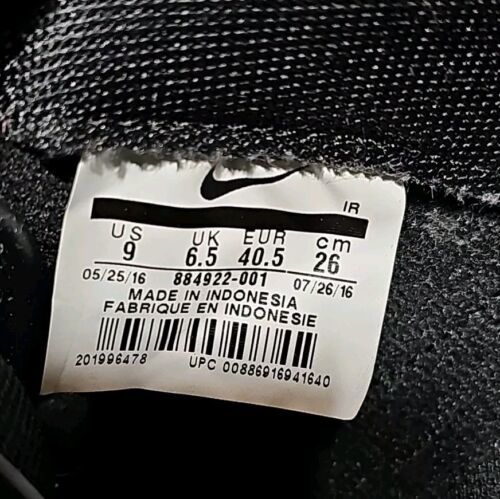 IR
US UK EUR cm
9 6.5 40.5 26
05/25/16 884922-001 07/26/16
MADE IN INDONESIA
FABRIQUE EN INDONESIE
201996478 UPC 00886916941640